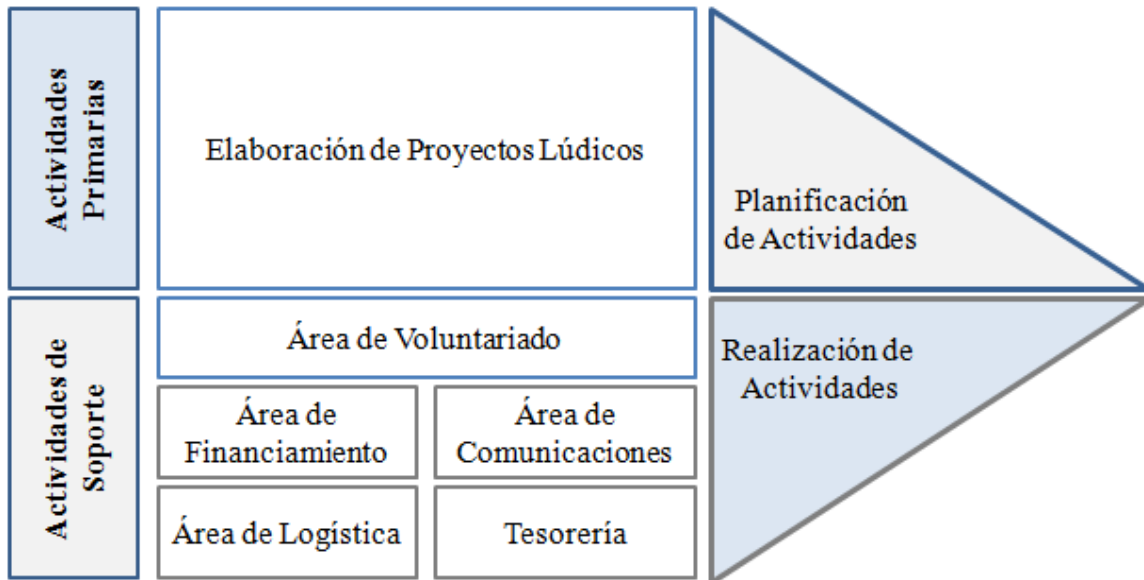 Actividades
Primarias
Elaboración de Proyectos Lúdicos
Planificación
de Actividades
Actividades de
Soporte
Área de Voluntariado
Realización de
Actividades
Área de
Financiamiento
Área de
Comunicaciones
Área de Logística
Tesorería